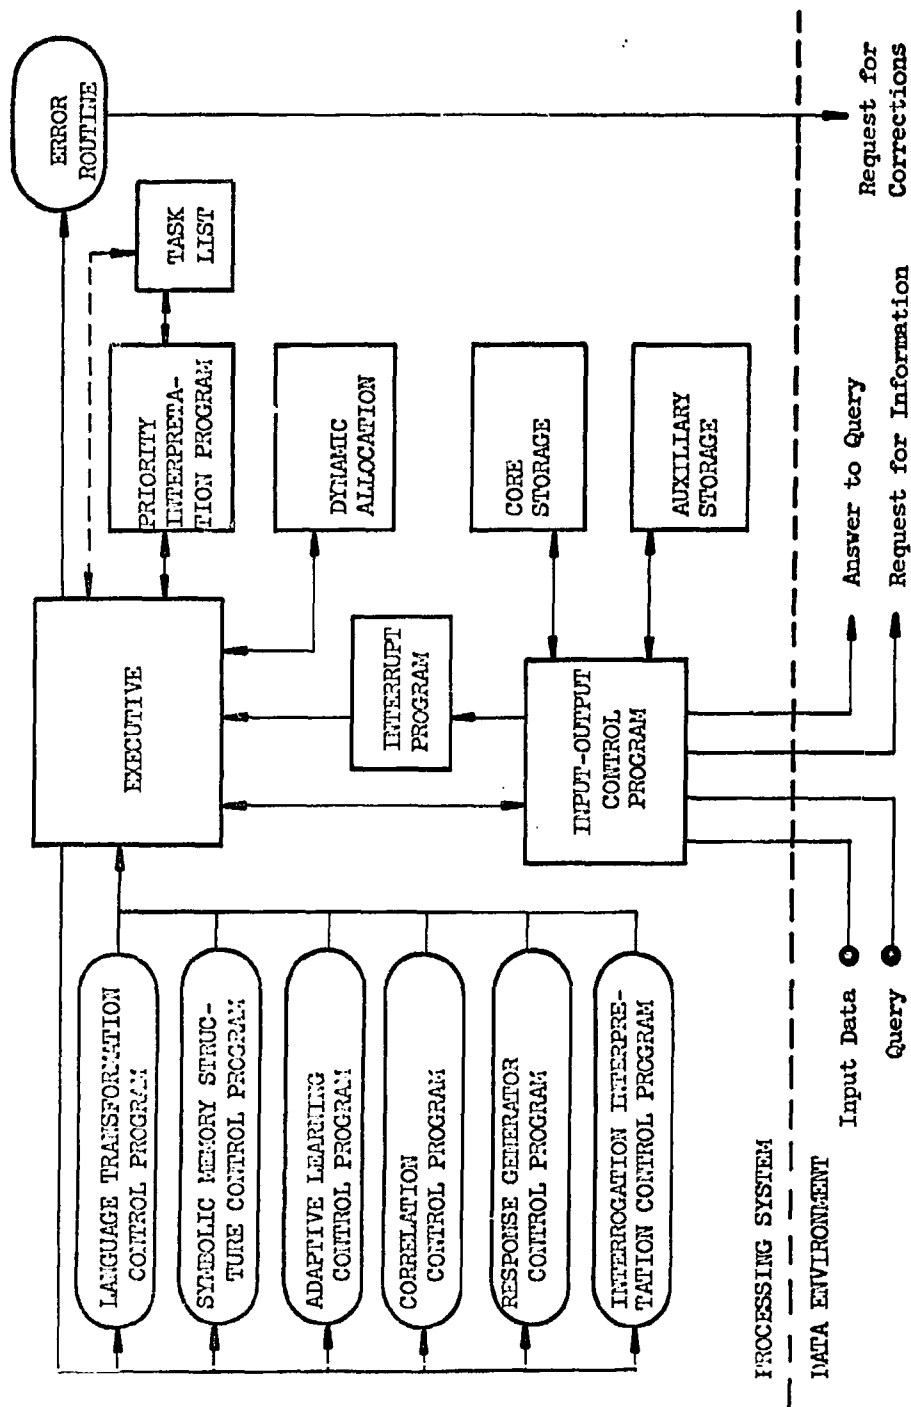 LANGUAGE TRANSFORMATION
CONTROL PROGRAM
SYMBOLIC MEMORY STRUC-
TURE CONTROL PROGRAM
ADAPTIVE LEARNING
CONTROL PROGRAM
CORRELATION
CONTROL PROGRAM
RESPONSE GENERATOR
CONTROL PROGRAM
INTERROGATION INTERPRE-
TATION CONTROL PROGRAM
EXECUTIVE
INTERRUPT
PROGRAM
INPUT-OUTPUT
CONTROL
PROGRAM
ERROR
ROUTINE
TASK
LIST
PRIORITY
INTERPRETA-
TION PROGRAM
DYNAMIC
ALLOCATION
CORE
STORAGE
AUXILIARY
STORAGE
PROCESSING SYSTEM
DATA ENVIRONMENT
Input Data
Query
Answer to Query
Request for Information
Request for
Corrections